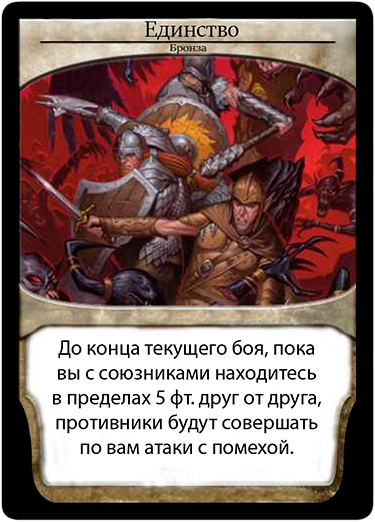 Единство
Бронза
До конца текущего боя, пока
вы с союзниками находитесь
в пределах 5 фт. друг от друга,
противники будут совершать
по вам атаки с помехой.